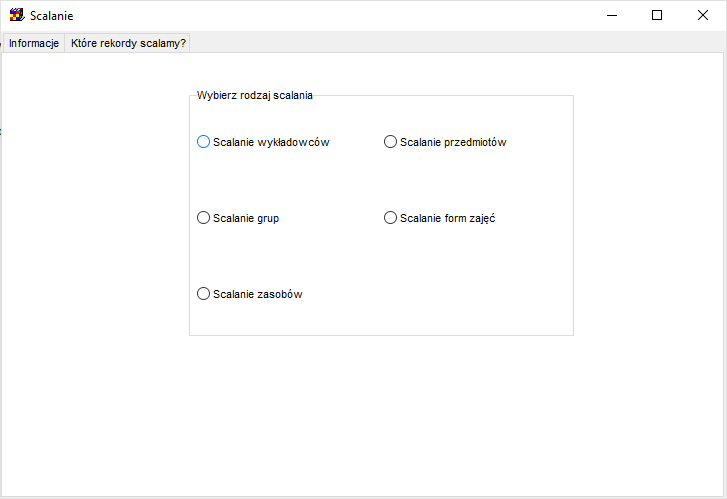 Scalanie
Informacje
Które rekordy scalamy?
Wybierz rodzaj scalania
Scalanie wykładowców
Scalanie przedmiotów
Scalanie grup
Scalanie form zajęć
Scalanie zasobów